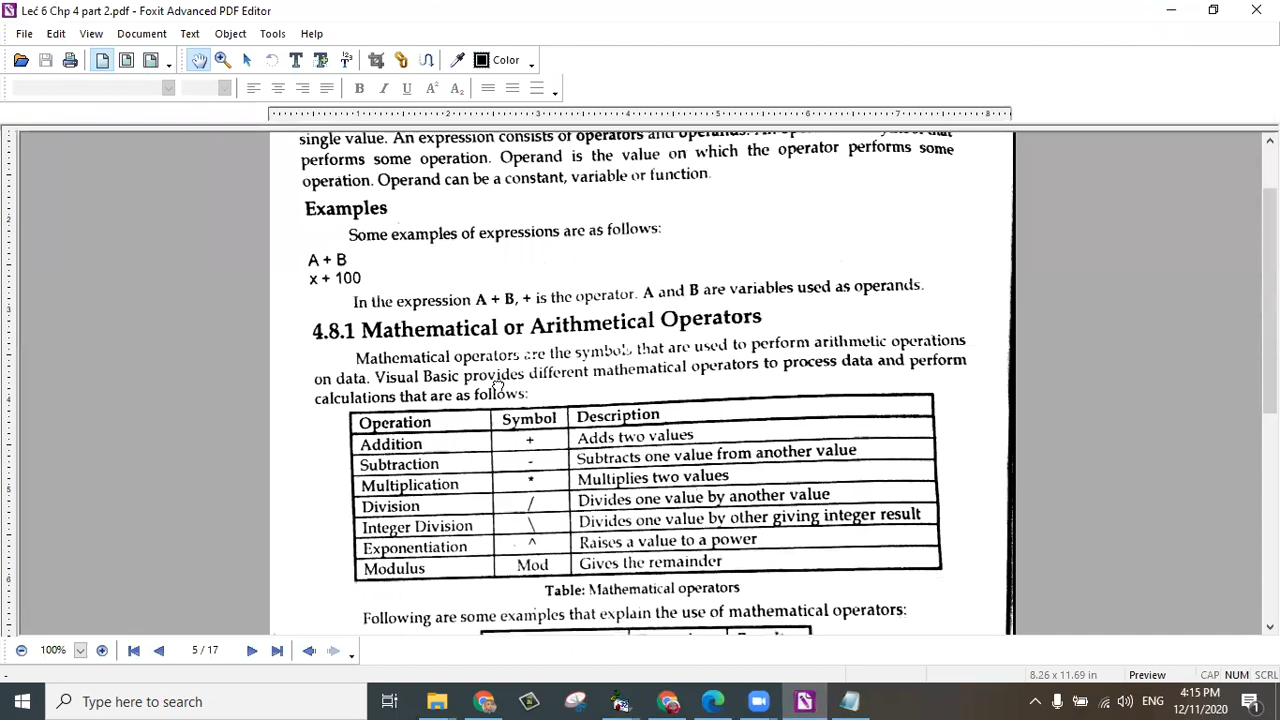 Lec 6 Chp 4 part 2.pdf - Foxit Advanced PDF Editor
File Edit View Document Text Object Tools Help
Color
single value. An expression consists of operators and operands. An
performs some operation. Operand is the value on which the operator performs some
operation. Operand can be a constant, variable or function.
Examples
Some examples of expressions are as follows:
A + B
x + 100
In the expression A + B, + is the operator. A and B are variables used as operands.
4.8.1 Mathematical or Arithmetical Operators
Mathematical operators are the symbols that are used to perform arithmetic operations
on data. Visual Basic provides different mathematical operators to process data and perform
calculations that are as follows:
Operation Symbol Description
Addition + Adds two values
Subtraction - Subtracts one value from another value
Multiplication * Multiplies two values
Division / Divides one value by another value
Integer Division \ Divides one value by other giving integer result
Exponentiation ^ Raises a value to a power
Modulus Mod Gives the remainder
Table: Mathematical operators
Following are some examples that explain the use of mathematical operators:
100% 5 / 17
8.26 x 11.69 in Preview CAP NUM SCRL
Type here to search
ENG
4:15 PM
12/11/2020